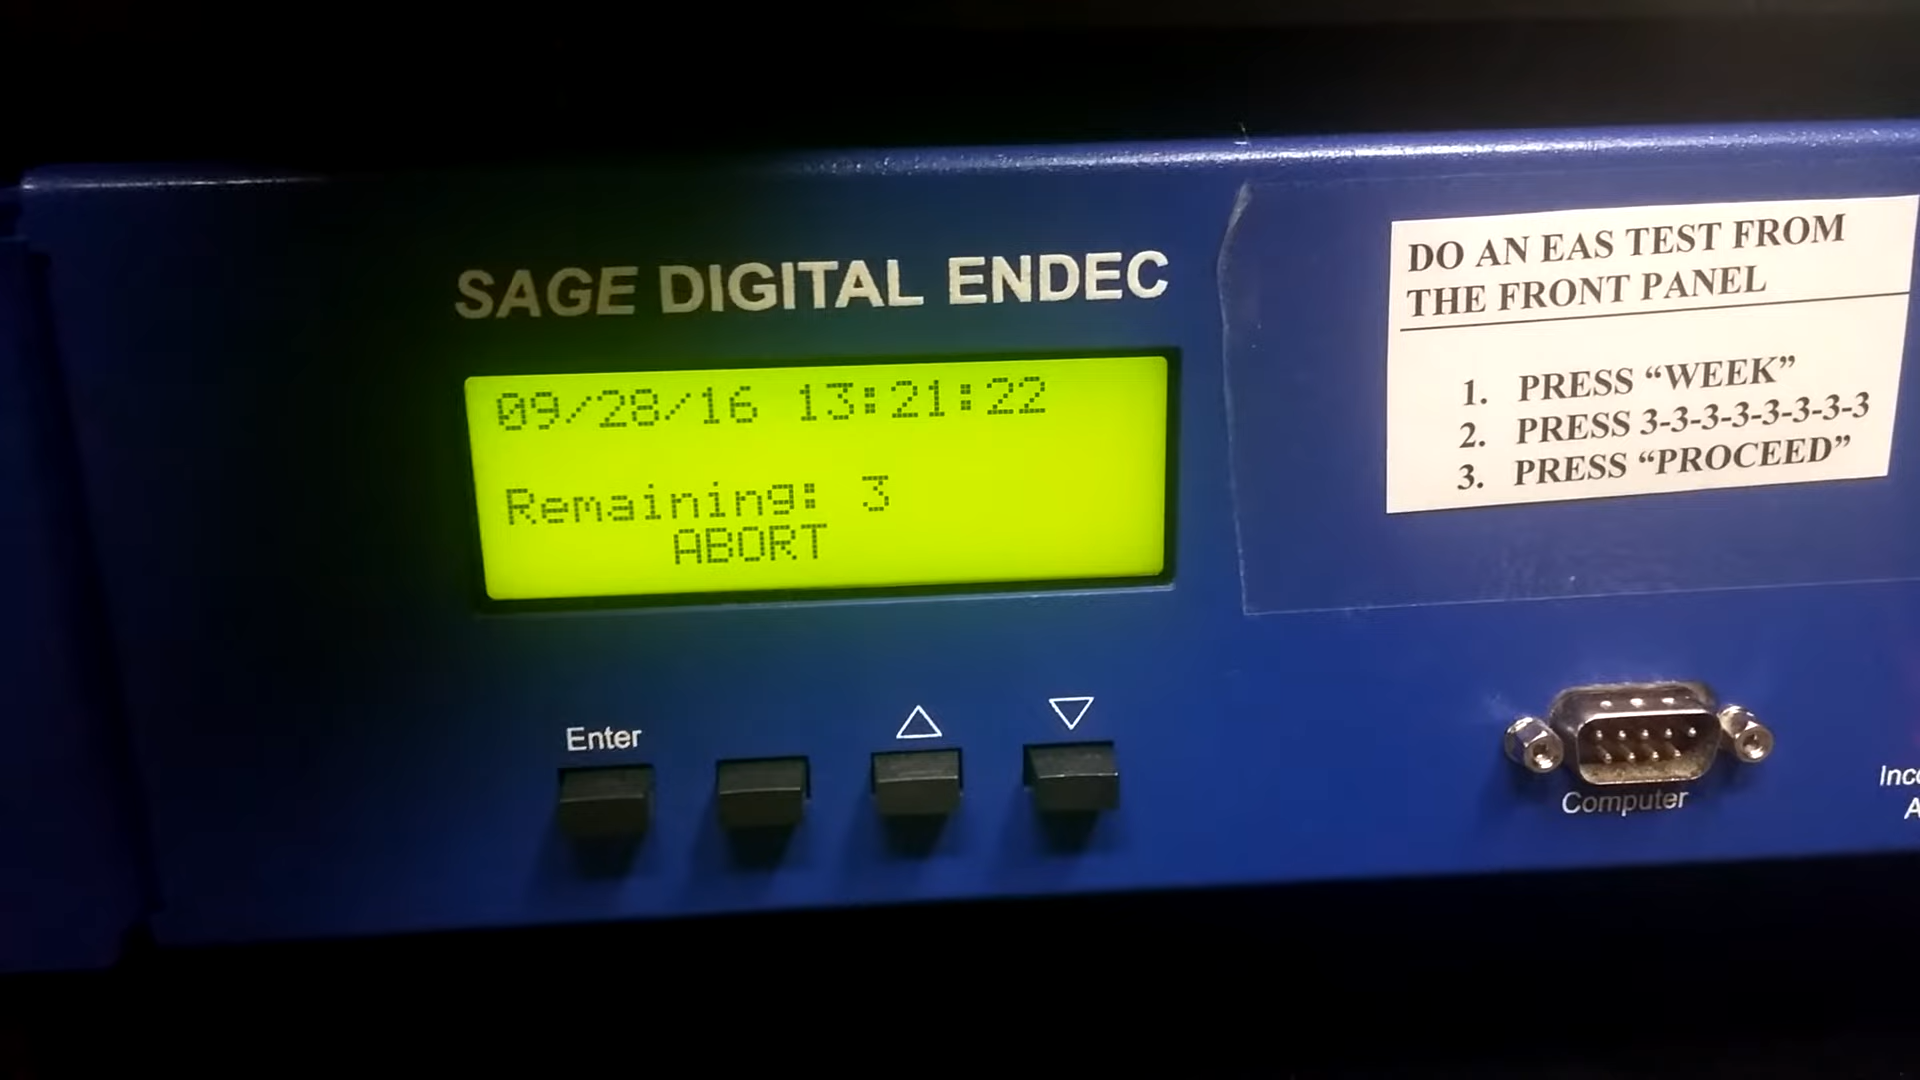 SAGE DIGITAL ENDEC
09/28/16 13:21:22
Remaining: 3
ABORT
Enter
DO AN EAS TEST FROM
THE FRONT PANEL
1. PRESS “WEEK”
2. PRESS 3-3-3-3-3-3-3-3
3. PRESS “PROCEED”
Computer